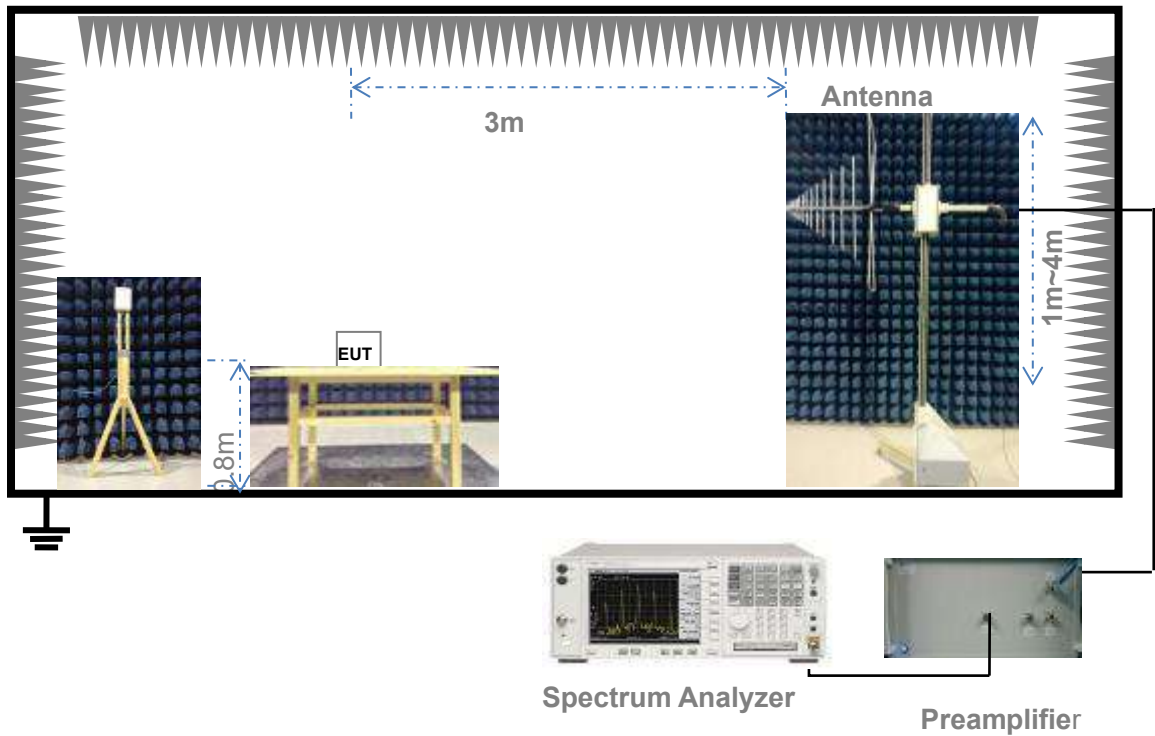 Antenna
3m
1m~4m
EUT
0.8m
Spectrum Analyzer
Preamplifier